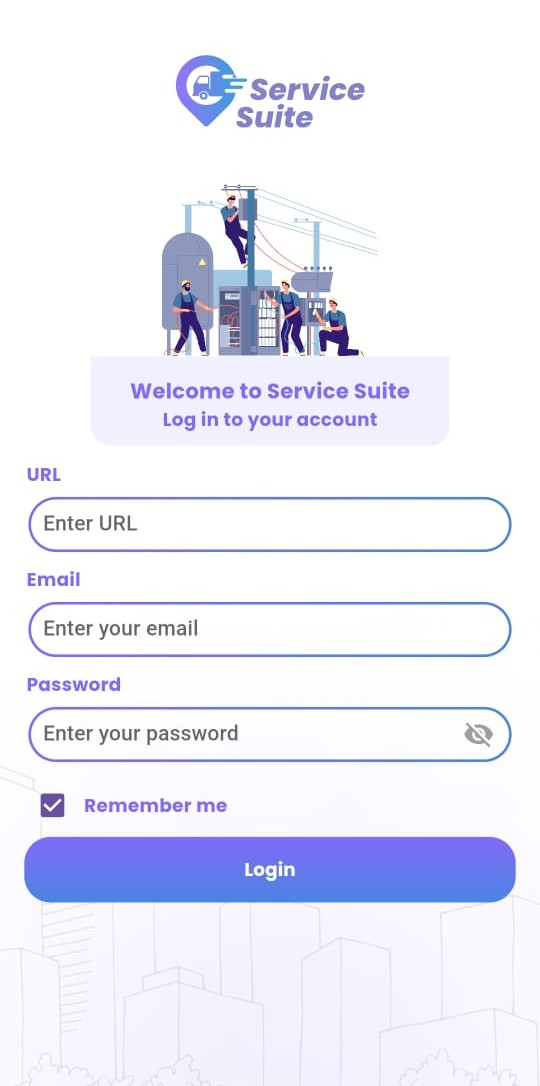 Service
Suite
Welcome to Service Suite
Log in to your account
URL
Enter URL
Email
Enter your email
Password
Enter your password
Remember me
Login